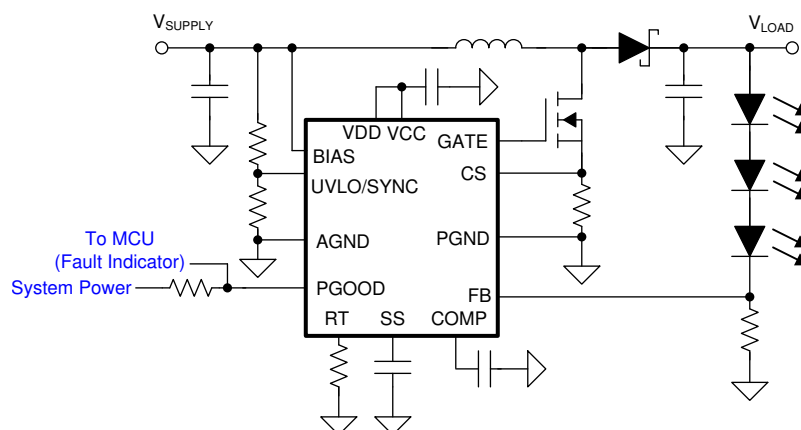 VSUPPLY
VLOAD
VDD
VCC
GATE
BIAS
CS
UVLO/SYNC
To MCU
(Fault Indicator)
AGND
PGND
System Power
PGOOD
FB
RT
SS
COMP